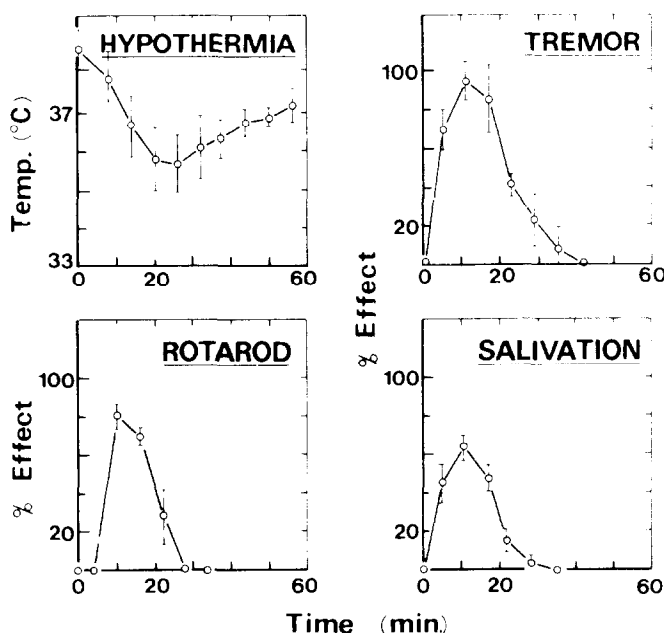 HYPOTHERMIA
Temp. (°C)
37
33
0
20
60
TREMOR
% Effect
100
20
0
20
60
ROTAROD
% Effect
100
20
0
20
60
SALIVATION
100
20
0
20
60
Time (min.)